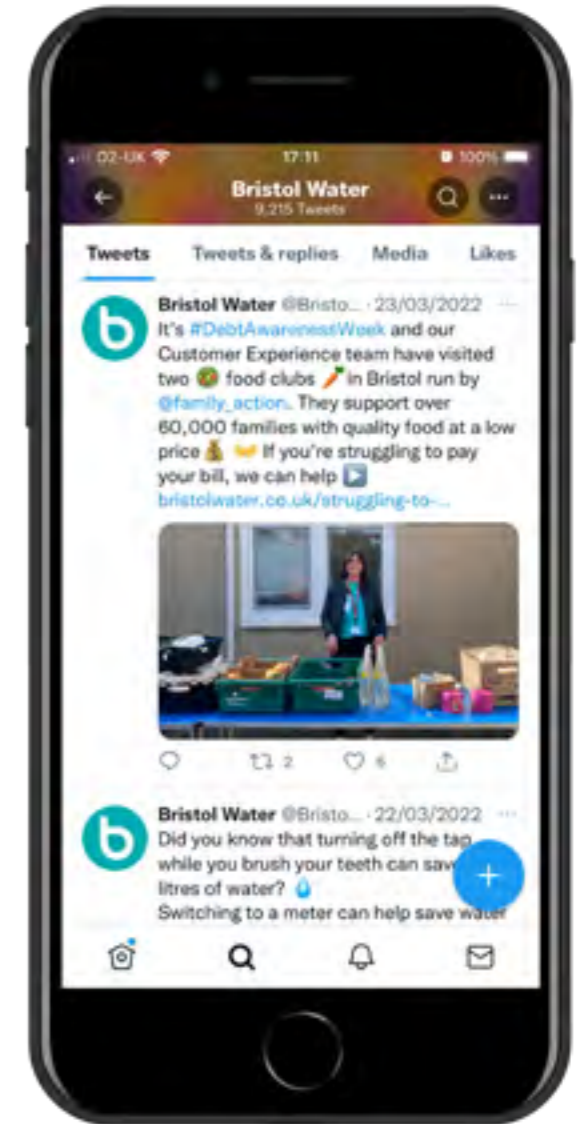 O2-UK 17:11 100%
Bristol Water
9,215 Tweets
Tweets Tweets & replies Media Likes
Bristol Water @Bristo... · 23/03/2022 ...
It's #DebtAwarenessWeek and our
Customer Experience team have visited
two 🥗 food clubs 🥕 in Bristol run by
@family_action. They support over
60,000 families with quality food at a low
price 💰 🤝 If you're struggling to pay
your bill, we can help ▶️
bristolwater.co.uk/struggling-to-...
2 6
b
Bristol Water @Bristo... · 22/03/2022 ...
Did you know that turning off the tap
while you brush your teeth can save
litres of water? 💧
Switching to a meter can help save water
b